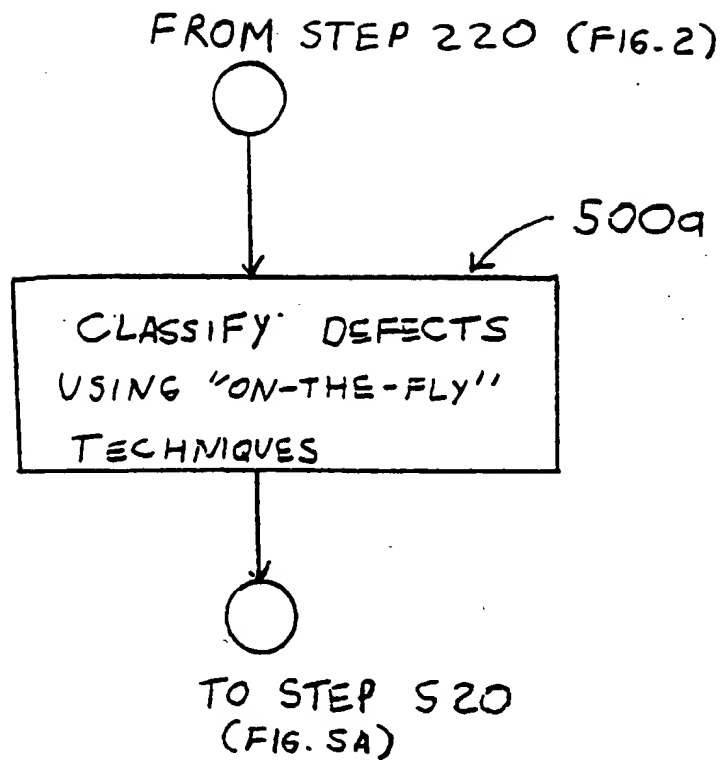 FROM STEP 220 (FIG. 2)
500a
CLASSIFY DEFECTS
USING "ON-THE-FLY"
TECHNIQUES
TO STEP 520
(FIG. 5A)